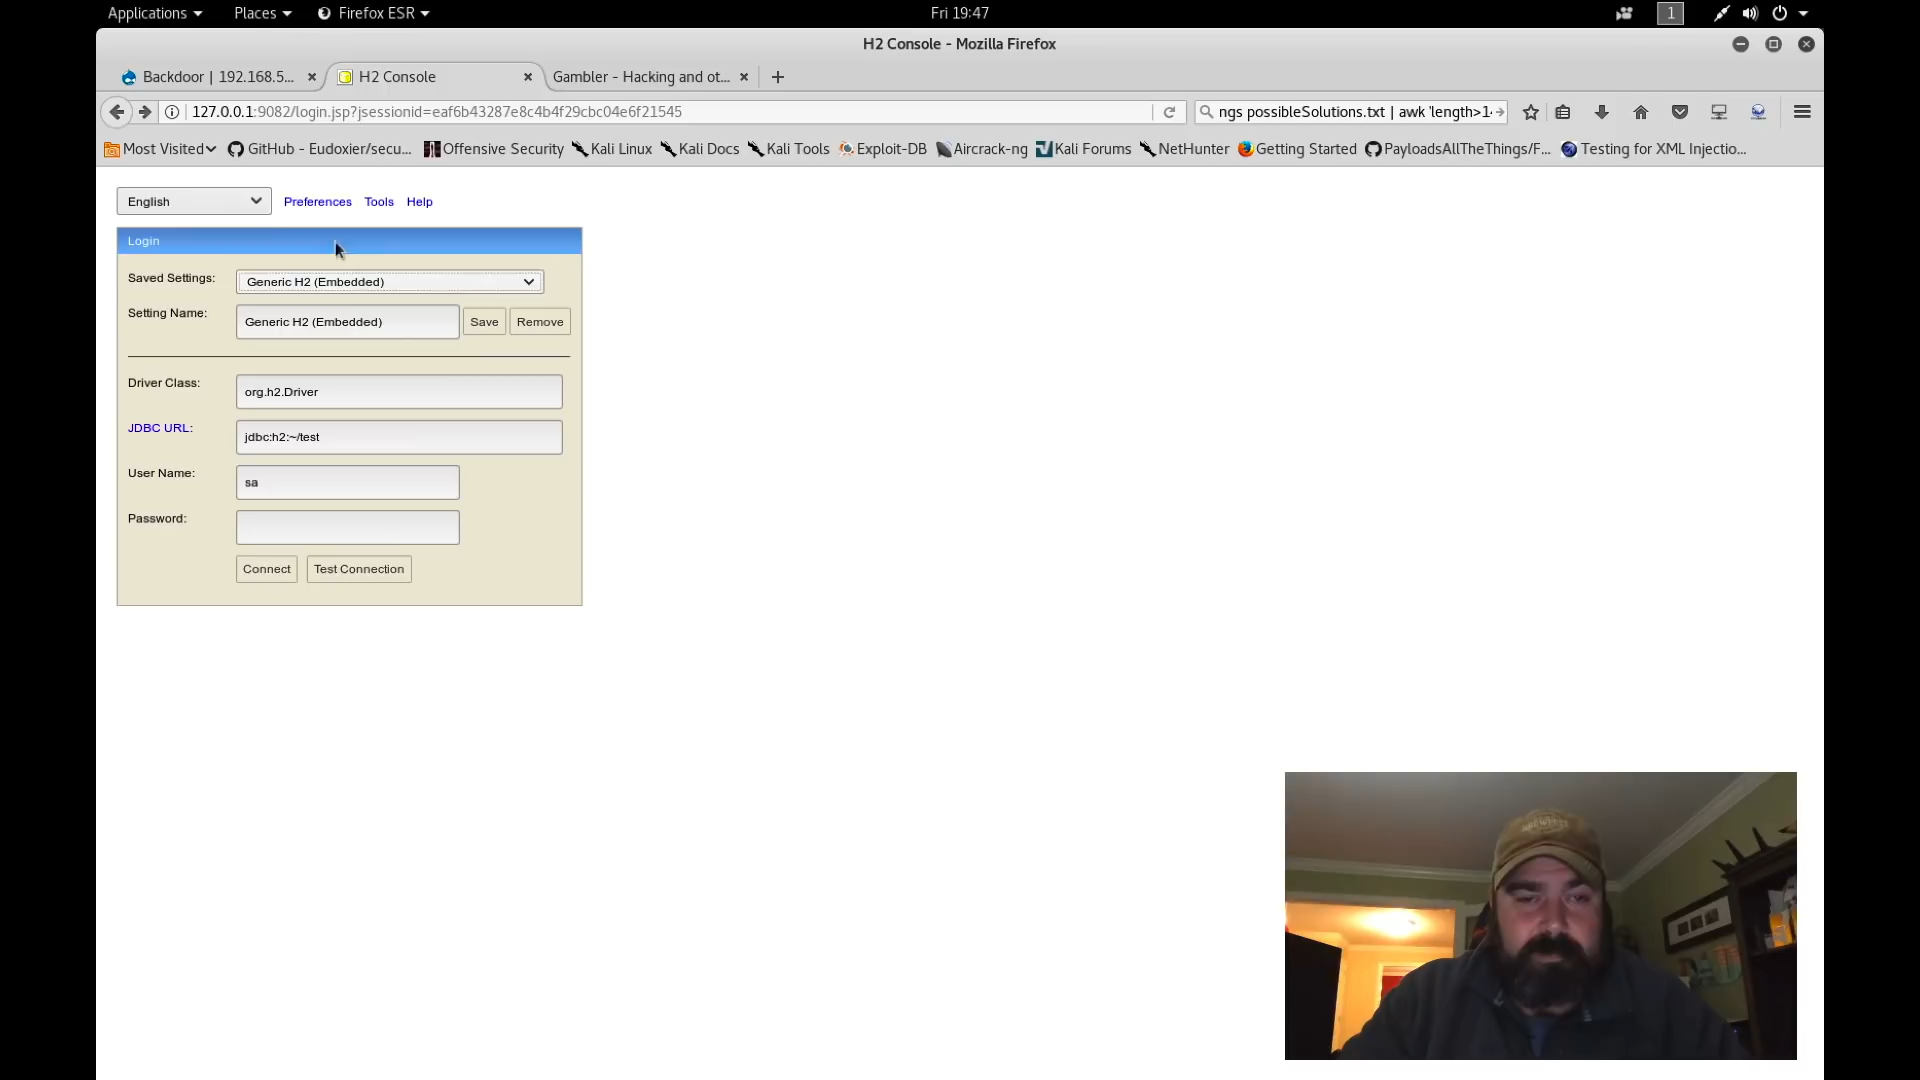 Applications Places Firefox ESR Fri 19:47 1
H2 Console - Mozilla Firefox
Backdoor | 192.168.5... H2 Console Gambler - Hacking and ot...
127.0.0.1:9082/login.jsp?jsessionid=eaf6b43287e8c4b4f29cbc04e6f21545 ngs possibleSolutions.txt | awk 'length>1
Most Visited GitHub - Eudoxier/secu... Offensive Security Kali Linux Kali Docs Kali Tools Exploit-DB Aircrack-ng Kali Forums NetHunter Getting Started PayloadsAllTheThings/F... Testing for XML Injectio...
English Preferences Tools Help
Login
Saved Settings: Generic H2 (Embedded)
Setting Name: Generic H2 (Embedded) Save Remove
Driver Class: org.h2.Driver
JDBC URL: jdbc:h2:~/test
User Name: sa
Password:
Connect Test Connection